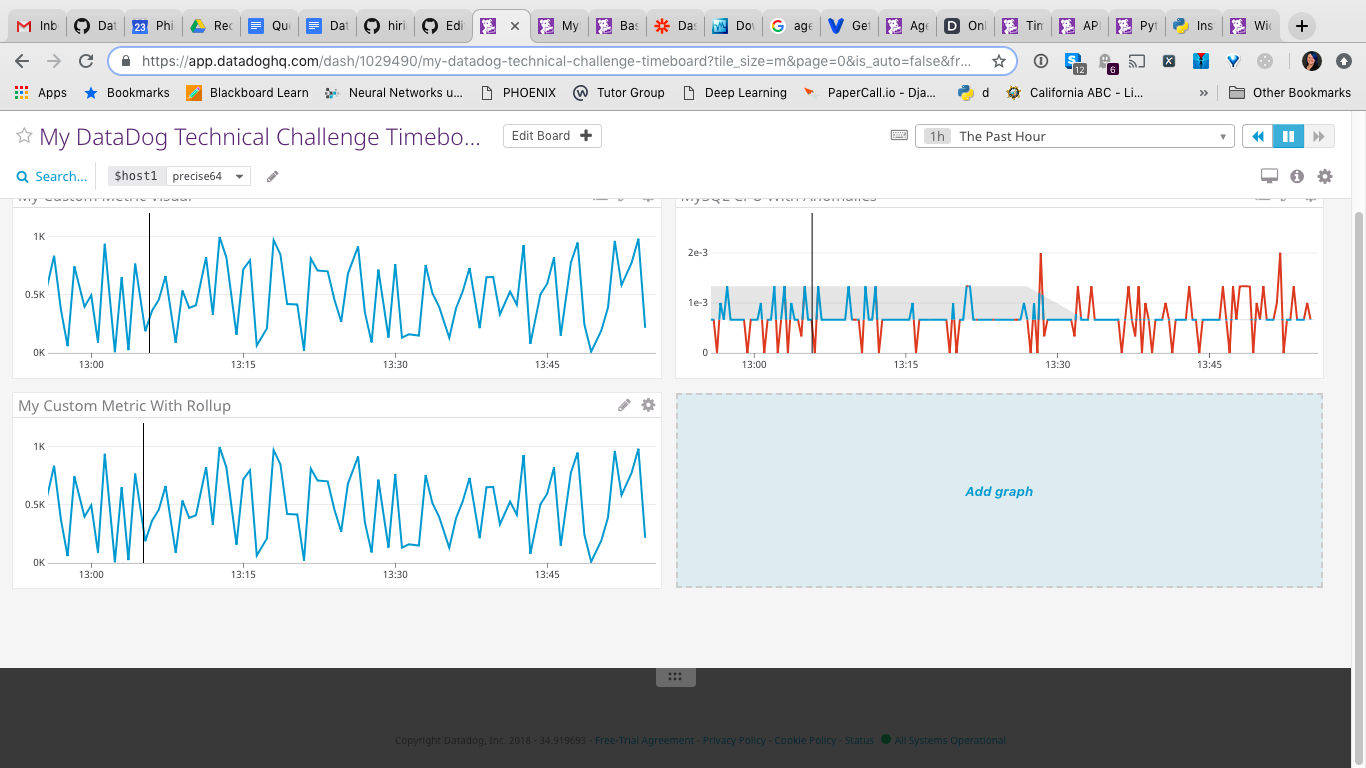 Inb Dat 23 Phi Rec Que Dat hiri Edi My Bas Das Dov age Get Age Onl Tim API Pyt Ins Wic
https://app.datadoghq.com/dash/1029490/my-datadog-technical-challenge-timeboard?tile_size=m&page=0&is_auto=false&fr... 12 6
Apps Bookmarks Blackboard Learn Neural Networks u... PHOENIX Tutor Group Deep Learning PaperCall.io - Dja... d California ABC - Li... » Other Bookmarks
My DataDog Technical Challenge Timebo... Edit Board 1h The Past Hour
Search... $host1 precise64
My Custom Metric Visual
1K
0.5K
0K
13:00 13:15 13:30 13:45
MySQL CPU With Anomalies
2e-3
1e-3
0
13:00 13:15 13:30 13:45
My Custom Metric With Rollup
1K
0.5K
0K
13:00 13:15 13:30 13:45
Add graph
Copyright Datadog, Inc. 2018 - 34.919693 - Free-Trial Agreement - Privacy Policy - Cookie Policy - Status All Systems Operational